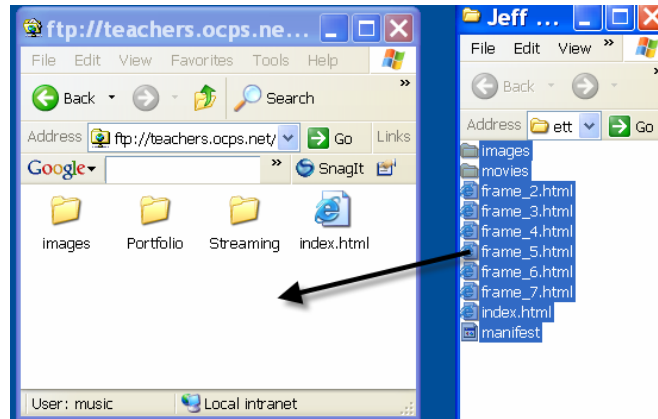 ftp://teachers.ocps.ne...
File Edit View Favorites Tools Help
Back Search
Address ftp://teachers.ocps.net/ Go Links
Google SnagIt
images Portfolio Streaming index.html
User: music Local intranet
Jeff ...
File Edit View
Back
Address ett Go
images
movies
frame_2.html
frame_3.html
frame_4.html
frame_5.html
frame_6.html
frame_7.html
index.html
manifest